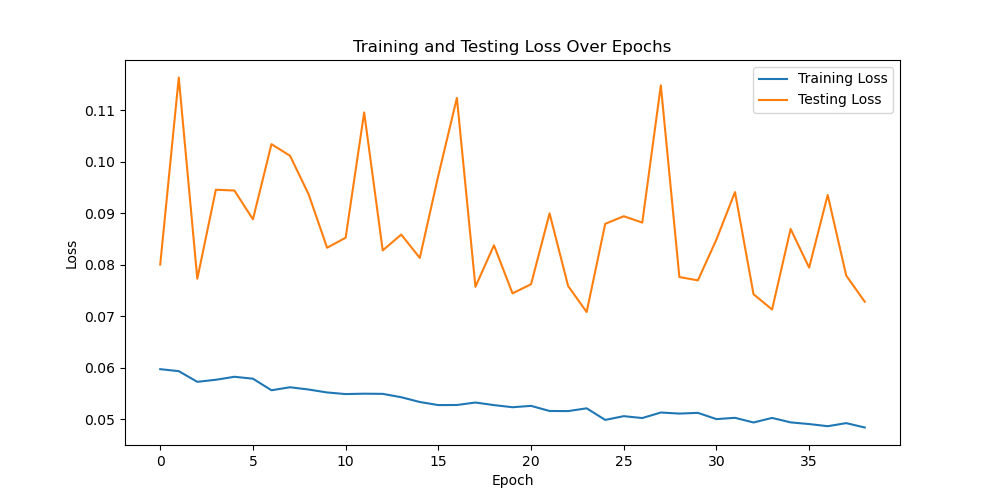 Training and Testing Loss Over Epochs
Training Loss
Testing Loss
0.11
0.10
0.09
0.08
0.07
0.06
0.05
Loss
0 5 10 15 20 25 30 35
Epoch